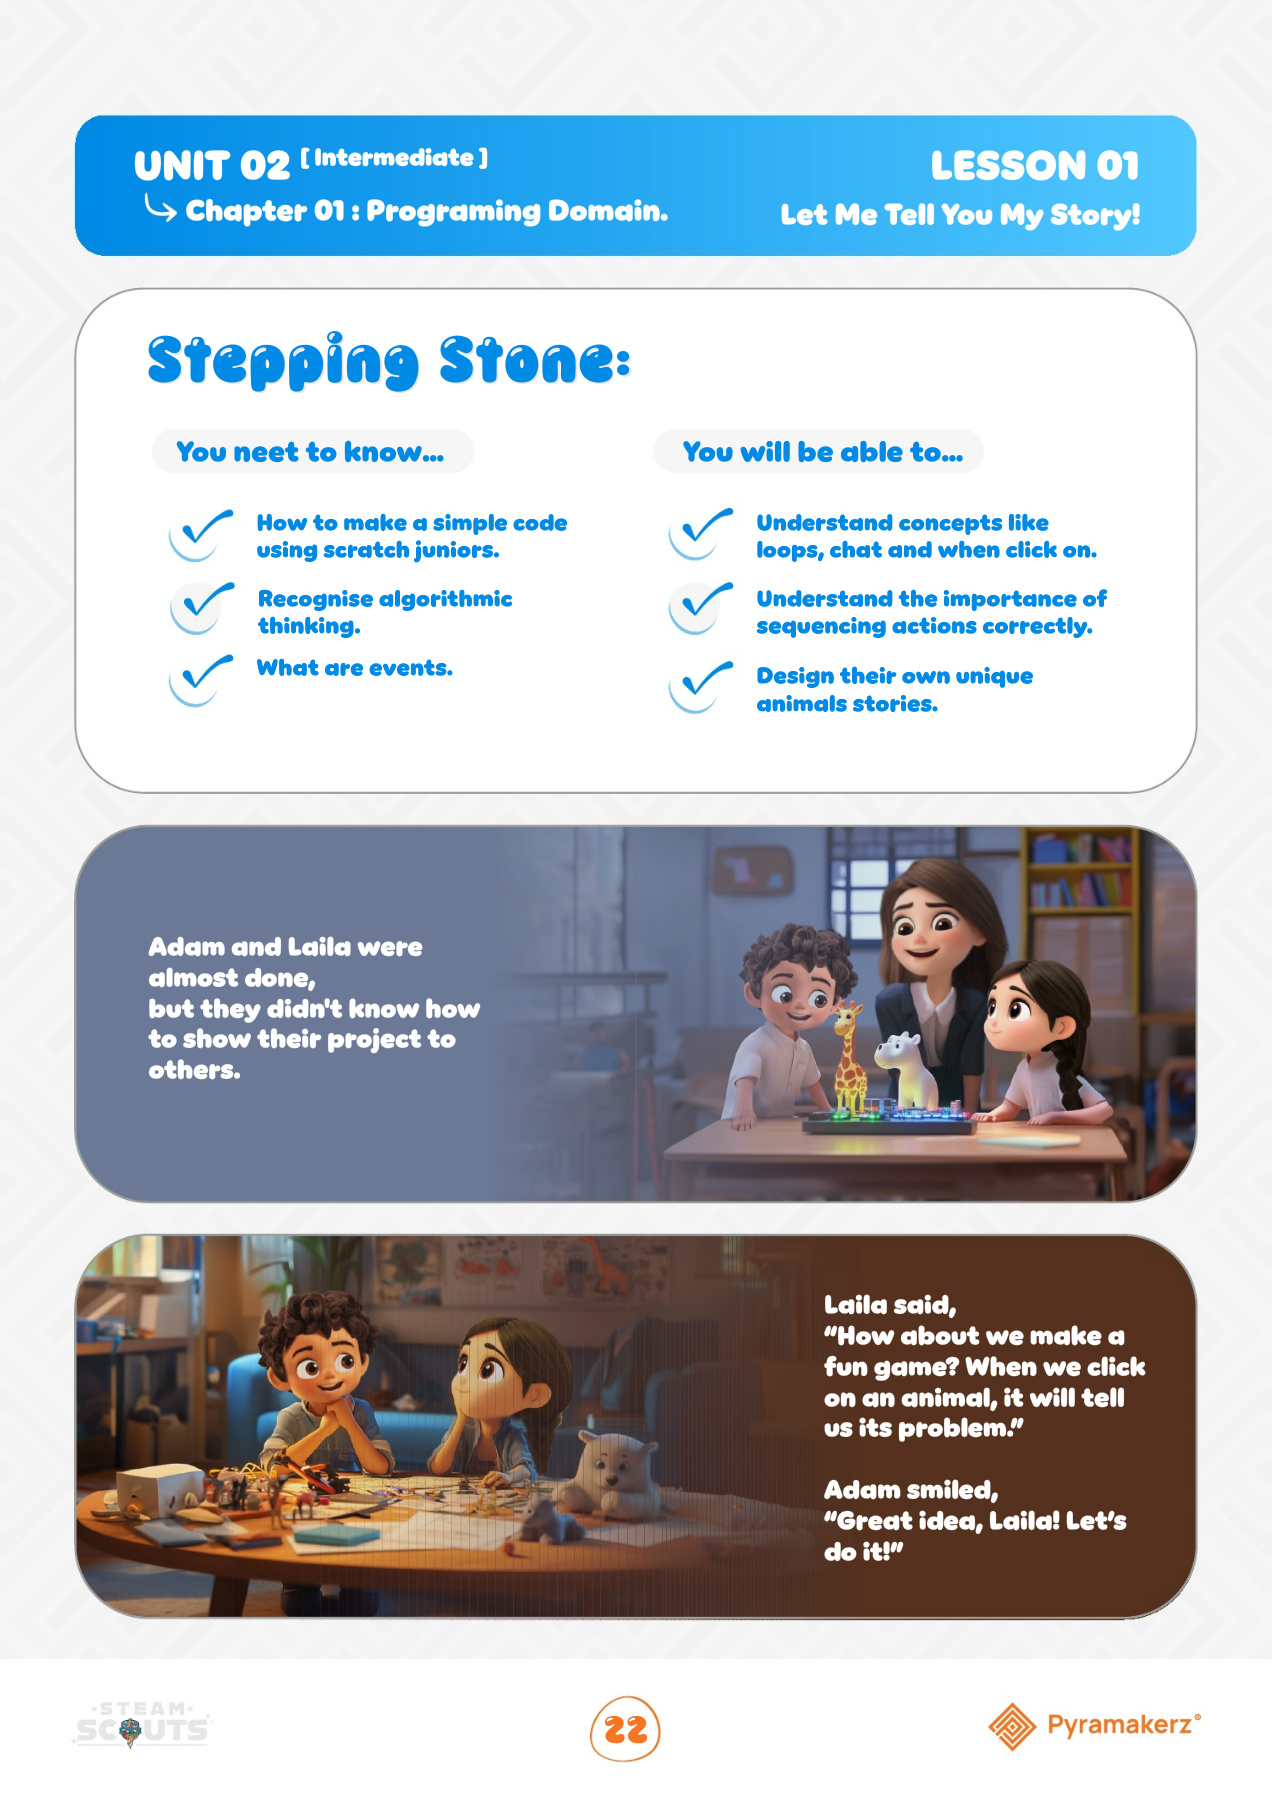 UNIT 02 [ Intermediate ]
Chapter 01 : Programing Domain.
LESSON 01
Let Me Tell You My Story!
Stepping Stone:
You neet to know...
How to make a simple code
using scratch juniors.
Recognise algorithmic
thinking.
What are events.
You will be able to...
Understand concepts like
loops, chat and when click on.
Understand the importance of
sequencing actions correctly.
Design their own unique
animals stories.
Adam and Laila were
almost done,
but they didn't know how
to show their project to
others.
Laila said,
“How about we make a
fun game? When we click
on an animal, it will tell
us its problem.”
Adam smiled,
“Great idea, Laila! Let’s
do it!”
STEAM
SCOUTS
22
Pyramakerz®